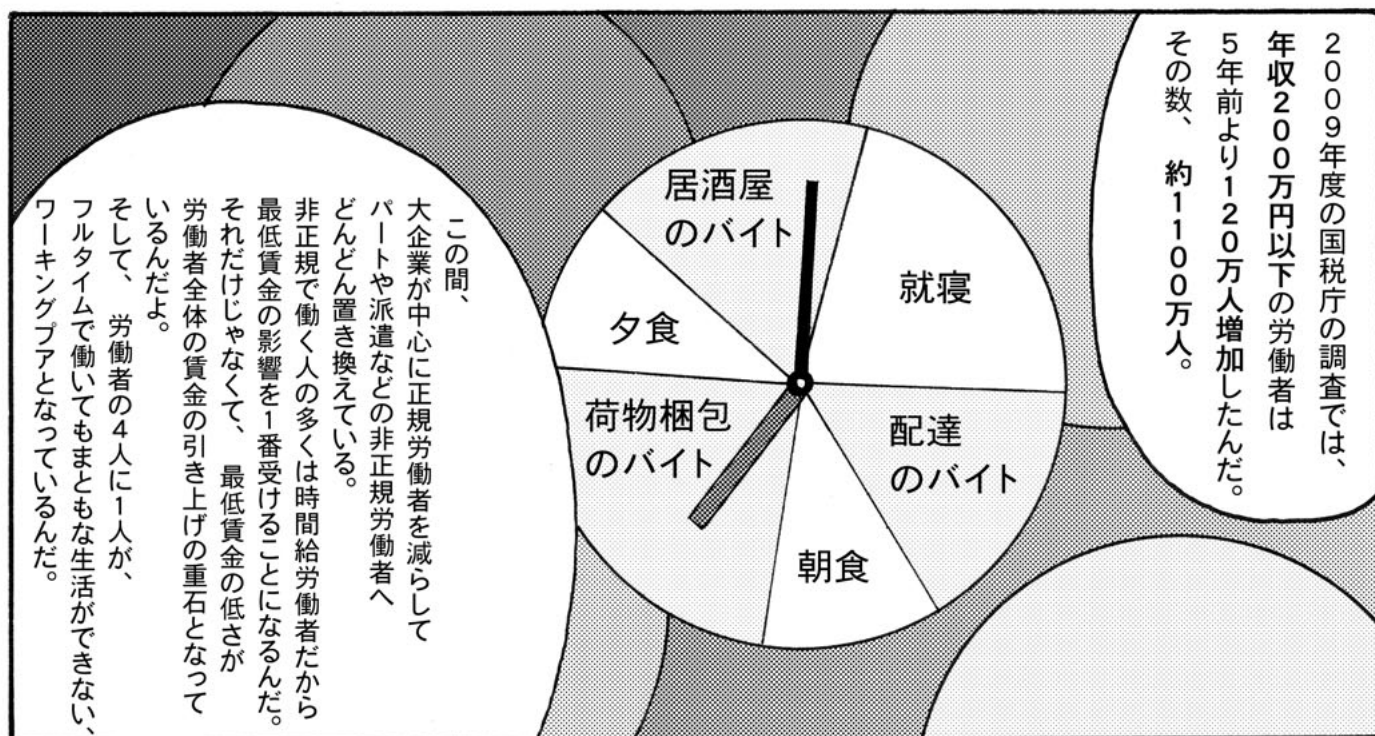 2009年度の国税庁の調査では、
年収200万円以下の労働者は
5年前より120万人増加したんだ。
その数、約1100万人。
居酒屋
のバイト
就寝
夕食
荷物梱包
のバイト
配達
のバイト
朝食
この間、
大企業が中心に正規労働者を減らして
パートや派遣などの非正規労働者へ
どんどん置き換えている。
非正規で働く人の多くは時間給労働者だから
最低賃金の影響を1番受けることになるんだ。
それだけじゃなくて、最低賃金の低さが
労働者全体の賃金の引き上げの重石となって
いるんだよ。
そして、労働者の4人に1人が、
フルタイムで働いてもまともな生活ができない、
ワーキングプアとなっているんだ。